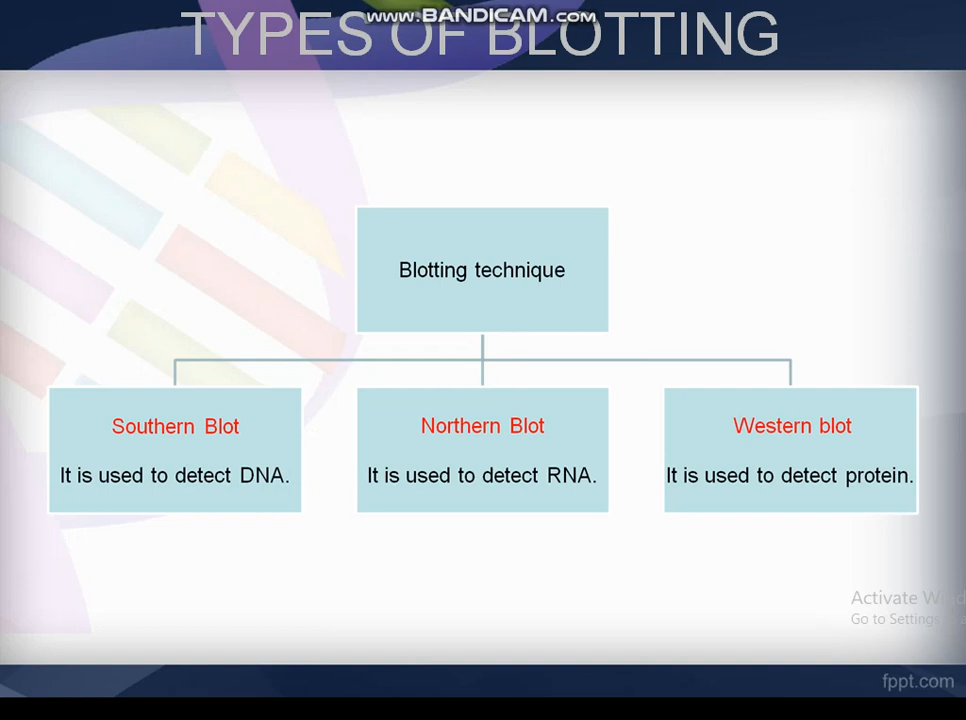 www.BANDICAM.com
TYPES OF BLOTTING
Blotting technique
Southern Blot
It is used to detect DNA.
Northern Blot
It is used to detect RNA.
Western blot
It is used to detect protein.
Activate
Go to Settings
fppt.com